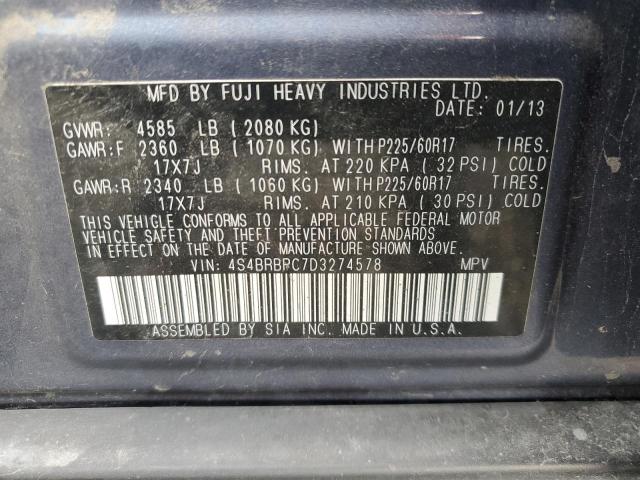 MFD BY FUJI HEAVY INDUSTRIES LTD.
DATE: 01/13
GVWR: 4585 LB ( 2080 KG)
GAWR:F 2360 LB ( 1070 KG) WITH P225/60R17 TIRES.
17X7J RIMS. AT 220 KPA ( 32 PSI) COLD
GAWR:R 2340 LB ( 1060 KG) WITH P225/60R17 TIRES.
17X7J RIMS. AT 210 KPA ( 30 PSI) COLD
THIS VEHICLE CONFORMS TO ALL APPLICABLE FEDERAL MOTOR
VEHICLE SAFETY AND THEFT PREVENTION STANDARDS
IN EFFECT ON THE DATE OF MANUFACTURE SHOWN ABOVE.
VIN: 4S4BRBPC7D3274578 MPV
ASSEMBLED BY SIA INC. MADE IN U.S.A.